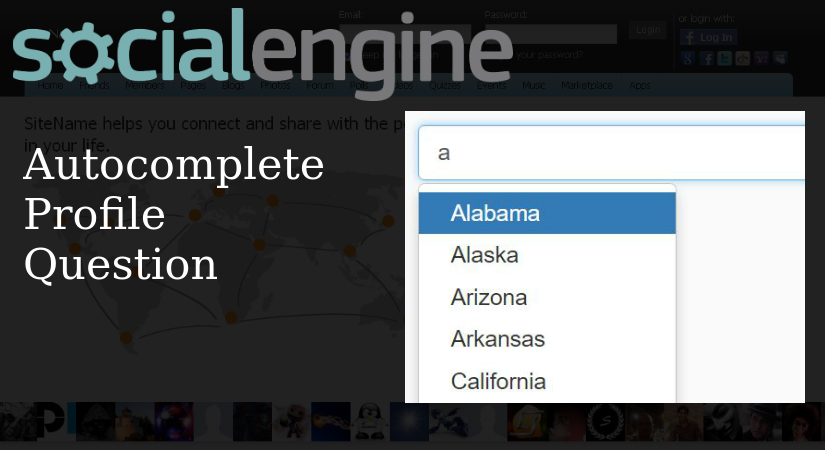 Email:
Password:
Login
or login with:
Log In
socialengine
your password?
Home Friends Members Pages Blogs Photos Forum Polls Videos Quizzes Events Music Marketplace Apps
SiteName helps you connect and share with the pe
in your life.
Autocomplete
Profile
Question
a
Alabama
Alaska
Arizona
Arkansas
California